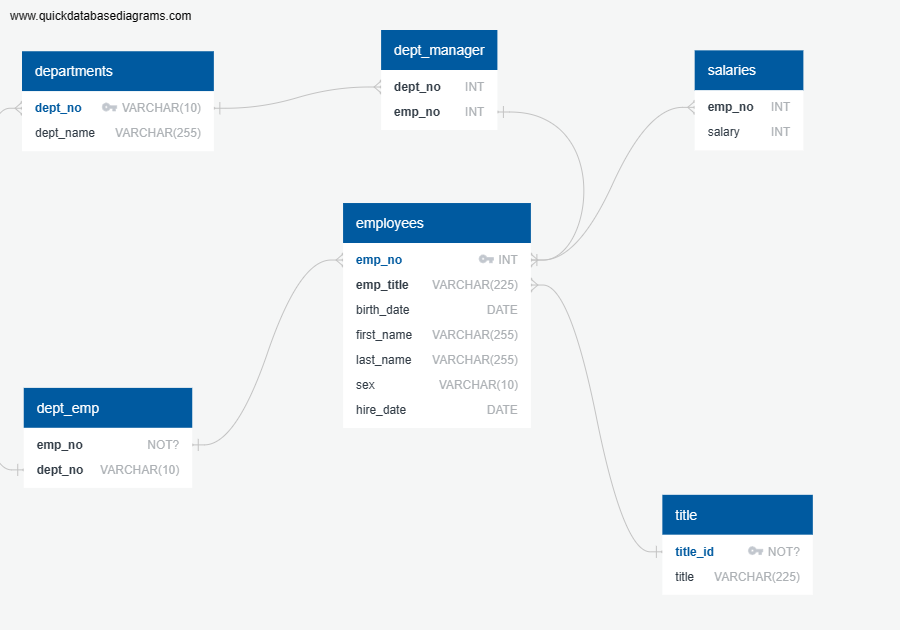 www.quickdatabasediagrams.com
departments
dept_no VARCHAR(10)
dept_name VARCHAR(255)
dept_manager
dept_no INT
emp_no INT
salaries
emp_no INT
salary INT
employees
emp_no INT
emp_title VARCHAR(225)
birth_date DATE
first_name VARCHAR(255)
last_name VARCHAR(255)
sex VARCHAR(10)
hire_date DATE
dept_emp
emp_no NOT?
dept_no VARCHAR(10)
title
title_id NOT?
title VARCHAR(225)